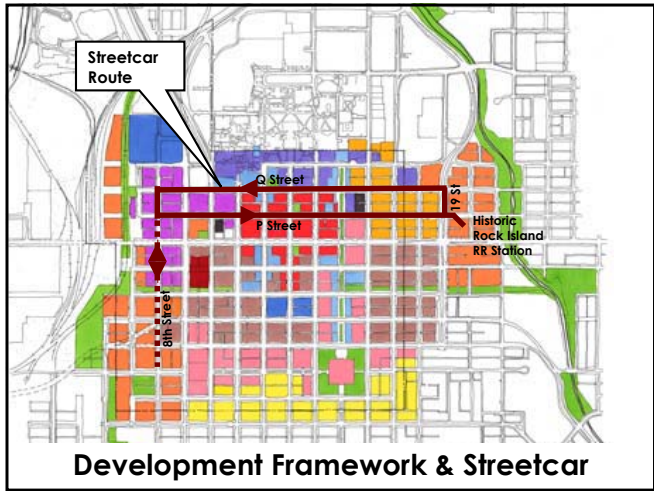 Streetcar
Route
Q Street
19 St
P Street
Historic
Rock Island
RR Station
8th Street
Development Framework & Streetcar